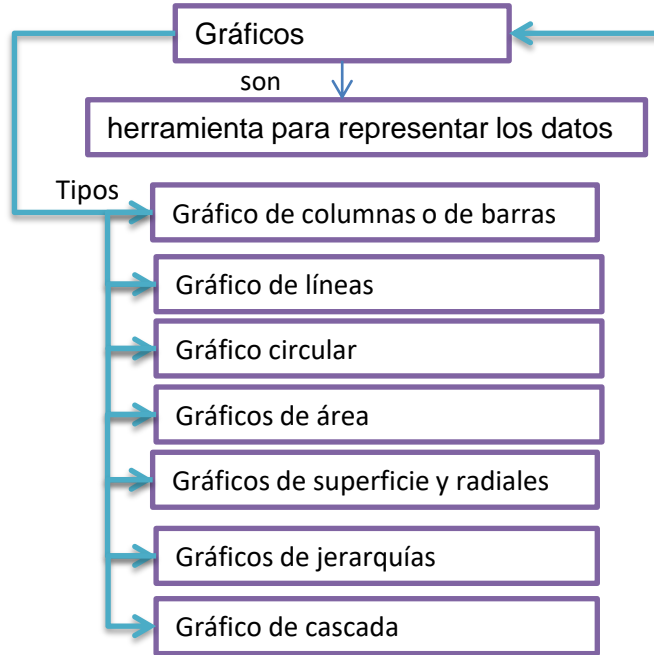 Gráficos
son
herramienta para representar los datos
Tipos
Gráfico de columnas o de barras
Gráfico de líneas
Gráfico circular
Gráficos de área
Gráficos de superficie y radiales
Gráficos de jerarquías
Gráfico de cascada